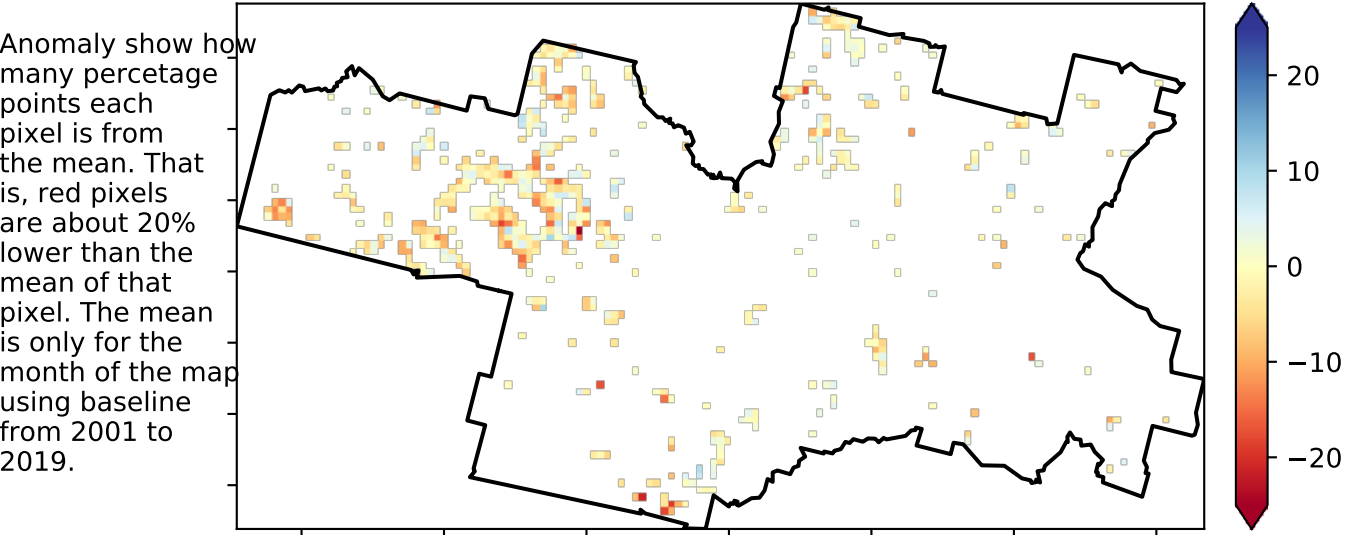 Anomaly show how
many percetage
points each
pixel is from
the mean. That
is, red pixels
are about 20%
lower than the
mean of that
pixel. The mean
is only for the
month of the map
using baseline
from 2001 to
2019.
20
10
0
−10
−20